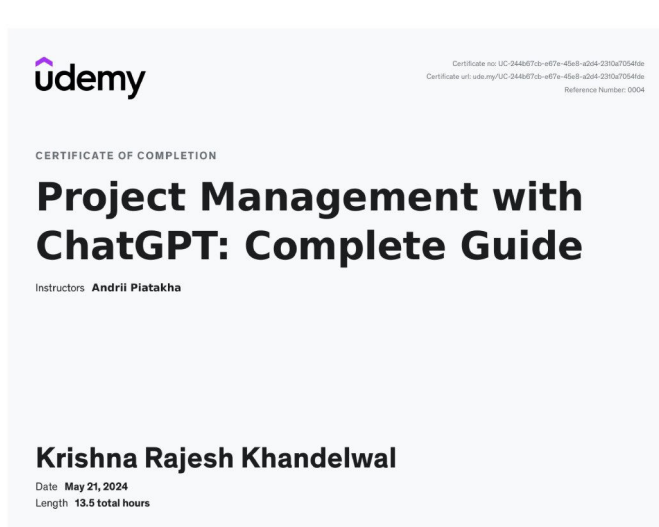 ûdemy
Certificate no: UC-244b67cb-e67e-45e8-a2d4-2310a7054fde
Certificate url: ude.my/UC-244b67cb-e67e-45e8-a2d4-2310a7054fde
Reference Number: 0004
CERTIFICATE OF COMPLETION
Project Management with
ChatGPT: Complete Guide
Instructors Andrii Piatakha
Krishna Rajesh Khandelwal
Date May 21, 2024
Length 13.5 total hours